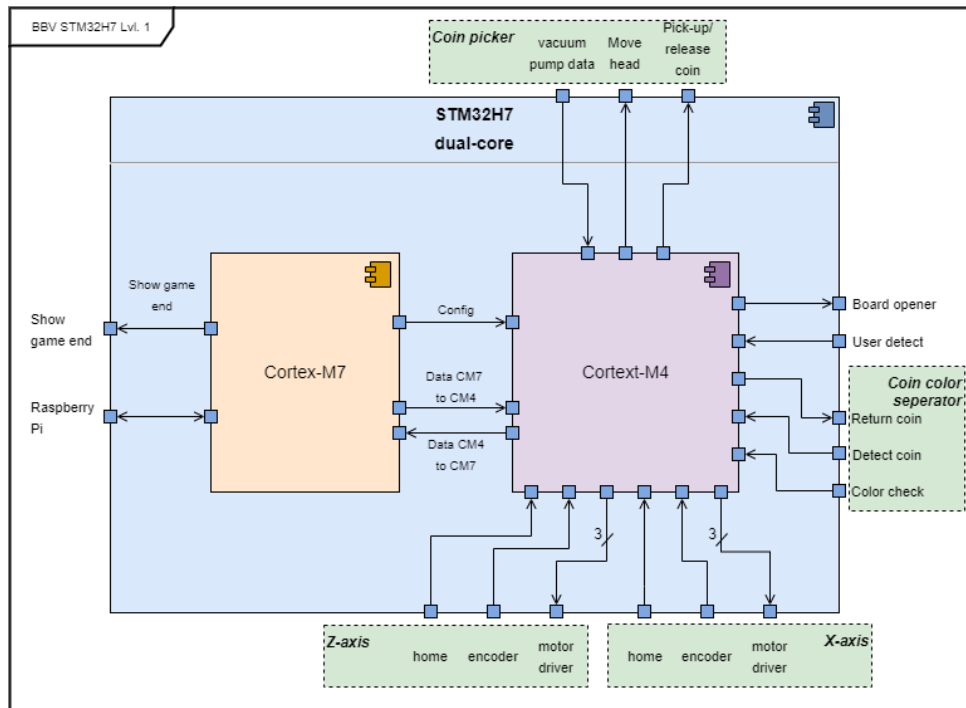 BBV STM32H7 Lvl. 1
Coin picker
vacuum
pump data
Move
head
Pick-up/
release
coin
STM32H7
dual-core
Show game
end
Show
game end
Raspberry
Pi
Cortex-M7
Config
Data CM7
to CM4
Data CM4
to CM7
Cortext-M4
Board opener
User detect
Coin color
seperator
Return coin
Detect coin
Color check
3
3
Z-axis
home
encoder
motor
driver
home
encoder
motor
driver
X-axis